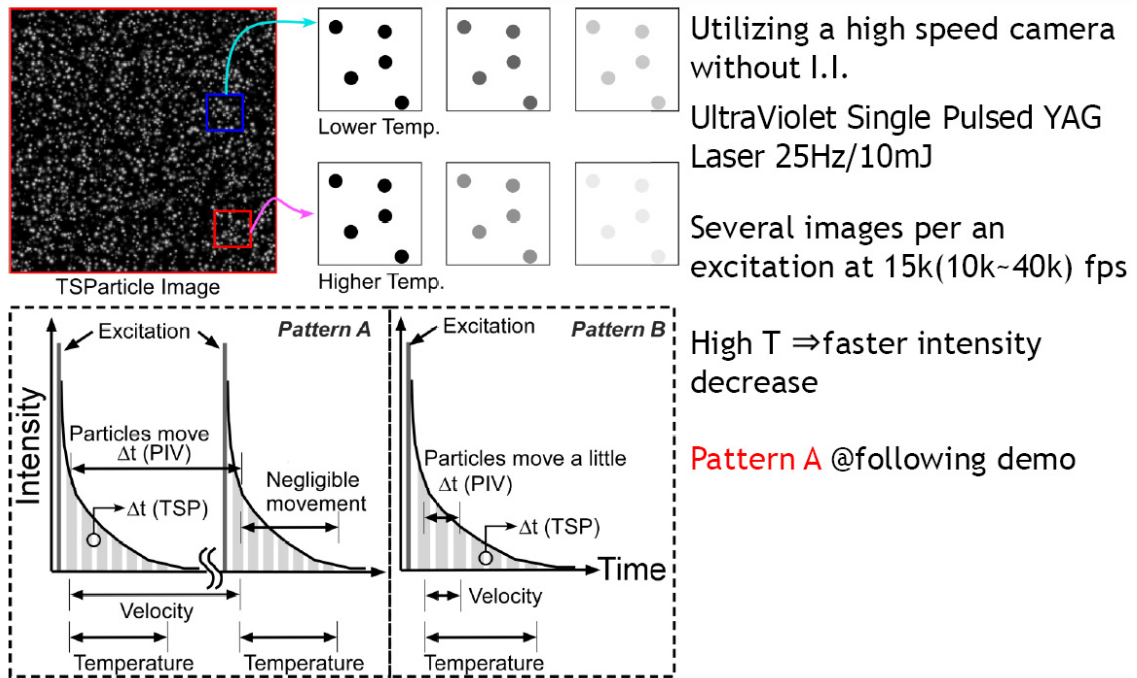 Lower Temp.
Higher Temp.
TSParticle Image
Utilizing a high speed camera
without I.I.
UltraViolet Single Pulsed YAG
Laser 25Hz/10mJ
Several images per an
excitation at 15k(10k~40k) fps
High T ⇒faster intensity
decrease
Pattern A @following demo
Intensity
Excitation
Pattern A
Particles move
Δt (PIV)
Negligible
movement
Δt (TSP)
Velocity
Temperature
Temperature
Excitation
Pattern B
Particles move a little
Δt (PIV)
Δt (TSP)
Time
Velocity
Temperature